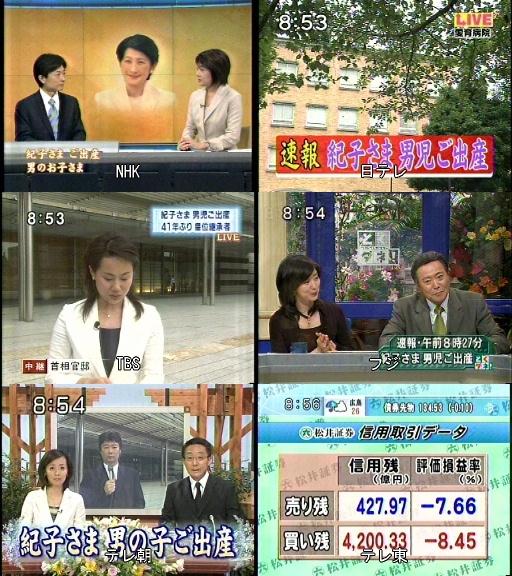 紀子さま ご出産
男のお子さま
NHK
8:53
LIVE
愛育病院
速報 紀子さま 男児ご出産
日テレ
8:53
紀子さま 男児ご出産
41年ぶり 皇位継承者
LIVE
中継 首相官邸
TBS
8:54
とくダネ!
速報・午前8時27分
紀子さま 男児ご出産
フジ
8:54
紀子さま 男の子ご出産
テレ朝
8:56
広島
26
債券先物 134.53 (-0.10)
松井証券 信用取引データ
信用残
(億円)
評価損益率
(%)
売り残 427.97 -7.66
買い残 4,200.33 -8.45
テレ東